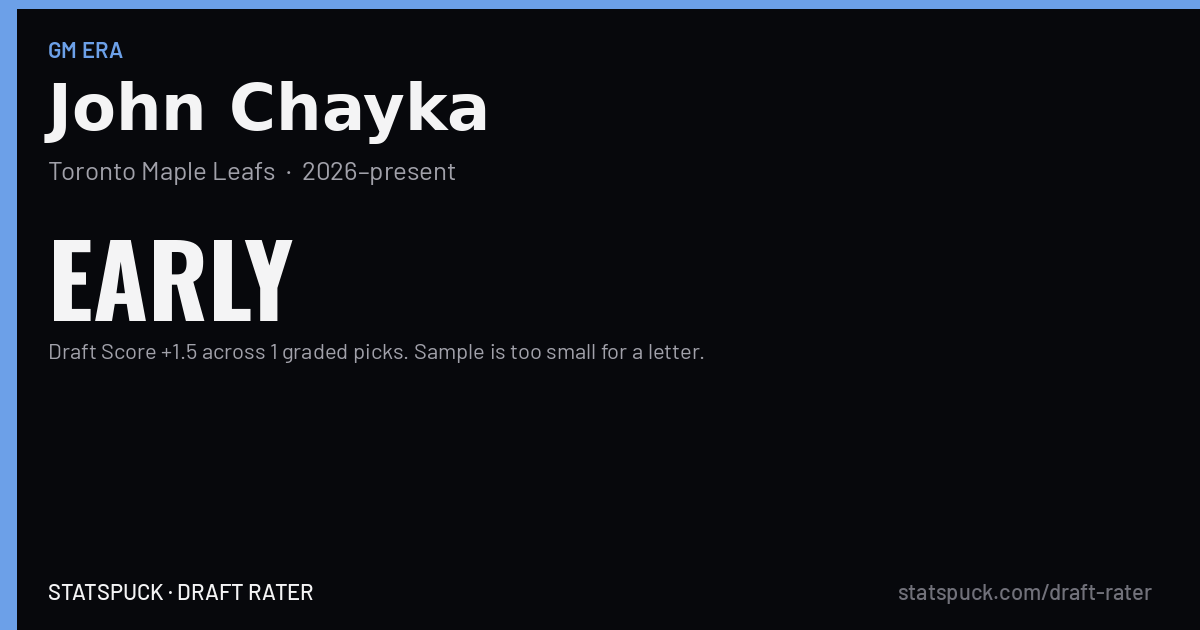 GM ERA
John Chayka
Toronto Maple Leafs · 2026–present
EARLY
Draft Score +1.5 across 1 graded picks. Sample is too small for a letter.
STATSPUCK · DRAFT RATER
statspuck.com/draft-rater